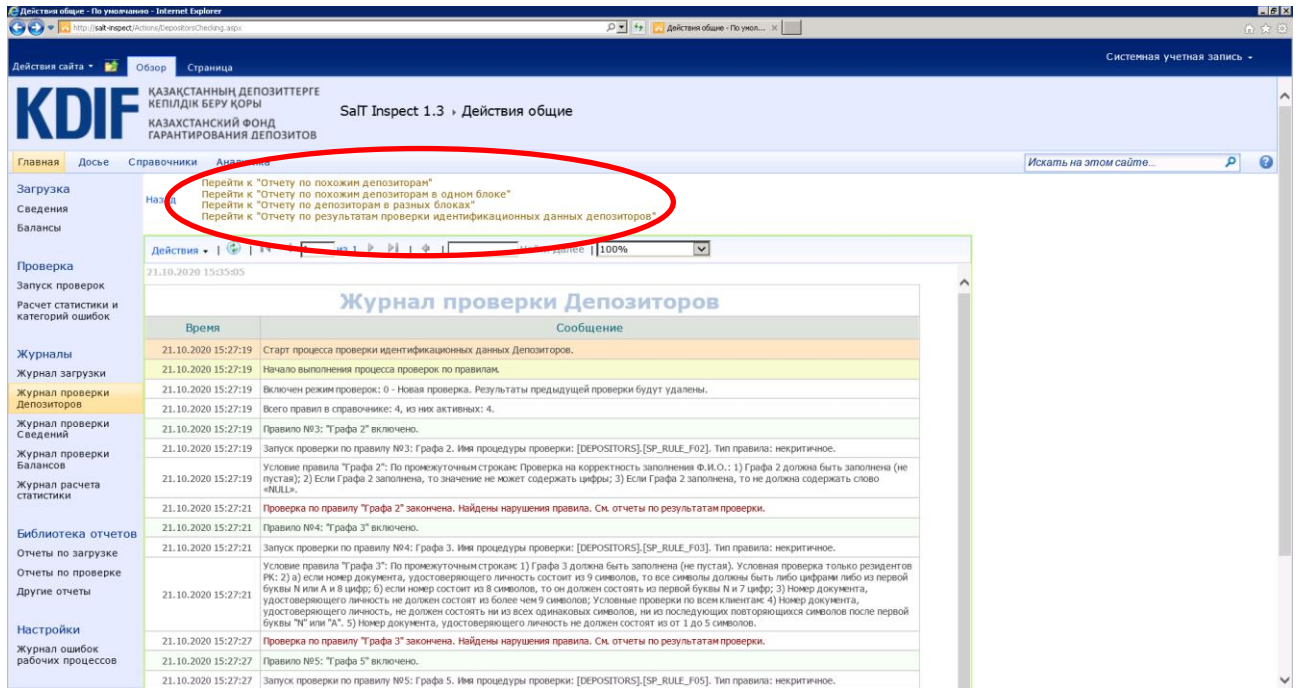 Действия общие - По умолчанию - Internet Explorer
http://salt-inspect/Actions/DepositorsChecking.aspx
Действия общие - По умол...
Действия сайта
Обзор
Страница
Системная учетная запись
KDIF
ҚАЗАҚСТАННЫҢ ДЕПОЗИТТЕРГЕ
КЕПІЛДІК БЕРУ ҚОРЫ
КАЗАХСТАНСКИЙ ФОНД
ГАРАНТИРОВАНИЯ ДЕПОЗИТОВ
SalT Inspect 1.3 › Действия общие
Главная
Досье
Справочники
Аналитика
Искать на этом сайте...
Загрузка
Сведения
Балансы
Проверка
Запуск проверок
Расчет статистики и
категорий ошибок
Журналы
Журнал загрузки
Журнал проверки
Депозиторов
Журнал проверки
Сведений
Журнал проверки
Балансов
Журнал расчета
статистики
Библиотека отчетов
Отчеты по загрузке
Отчеты по проверке
Другие отчеты
Настройки
Журнал ошибок
рабочих процессов
Назад
Перейти к "Отчету по похожим депозиторам"
Перейти к "Отчету по похожим депозиторам в одном блоке"
Перейти к "Отчету по депозиторам в разных блоках"
Перейти к "Отчету по результатам проверки идентификационных данных депозиторов"
Действия
из 1
Далее
100%
21.10.2020 15:35:05
Журнал проверки Депозиторов
Время Сообщение
21.10.2020 15:27:19 Старт процесса проверки идентификационных данных Депозиторов.
21.10.2020 15:27:19 Начало выполнения процесса проверок по правилам.
21.10.2020 15:27:19 Включен режим проверок: 0 - Новая проверка. Результаты предыдущей проверки будут удалены.
21.10.2020 15:27:19 Всего правил в справочнике: 4, из них активных: 4.
21.10.2020 15:27:19 Правило №3: "Графа 2" включено.
21.10.2020 15:27:19 Запуск проверки по правилу №3: Графа 2. Имя процедуры проверки: [DEPOSITORS].[SP_RULE_F02]. Тип правила: некритичное.
21.10.2020 15:27:19 Условие правила "Графа 2": По промежуточным строкам: Проверка на корректность заполнения Ф.И.О.: 1) Графа 2 должна быть заполнена (не
пустая); 2) Если Графа 2 заполнена, то значение не может содержать цифры; 3) Если Графа 2 заполнена, то не должна содержать слово
«NULL».
21.10.2020 15:27:21 Проверка по правилу "Графа 2" закончена. Найдены нарушения правила. См. отчеты по результатам проверки.
21.10.2020 15:27:21 Правило №4: "Графа 3" включено.
21.10.2020 15:27:21 Запуск проверки по правилу №4: Графа 3. Имя процедуры проверки: [DEPOSITORS].[SP_RULE_F03]. Тип правила: некритичное.
21.10.2020 15:27:21 Условие правила "Графа 3": По промежуточным строкам: 1) Графа 3 должна быть заполнена (не пустая). Условная проверка только резидентов
РК: 2) а) если номер документа, удостоверяющего личность состоит из 9 символов, то все символы должны быть либо цифрами либо из первой
буквы N или А и 8 цифр; б) если номер состоит из 8 символов, то он должен состоять из первой буквы N и 7 цифр; 3) Номер документа,
удостоверяющего личность не должен состоят из более чем 9 символов; Условные проверки по всем клиентам: 4) Номер документа,
удостоверяющего личность, не должен состоять ни из всех одинаковых символов, ни из последующих повторяющихся символов после первой
буквы "N" или "А". 5) Номер документа, удостоверяющего личность не должен состоят из от 1 до 5 символов.
21.10.2020 15:27:27 Проверка по правилу "Графа 3" закончена. Найдены нарушения правила. См. отчеты по результатам проверки.
21.10.2020 15:27:27 Правило №5: "Графа 5" включено.
21.10.2020 15:27:27 Запуск проверки по правилу №5: Графа 5. Имя процедуры проверки: [DEPOSITORS].[SP_RULE_F05]. Тип правила: некритичное.